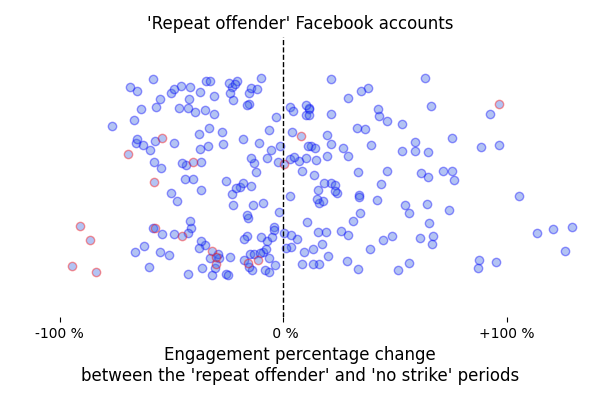 'Repeat offender' Facebook accounts
-100 %
0 %
+100 %
Engagement percentage change
between the 'repeat offender' and 'no strike' periods